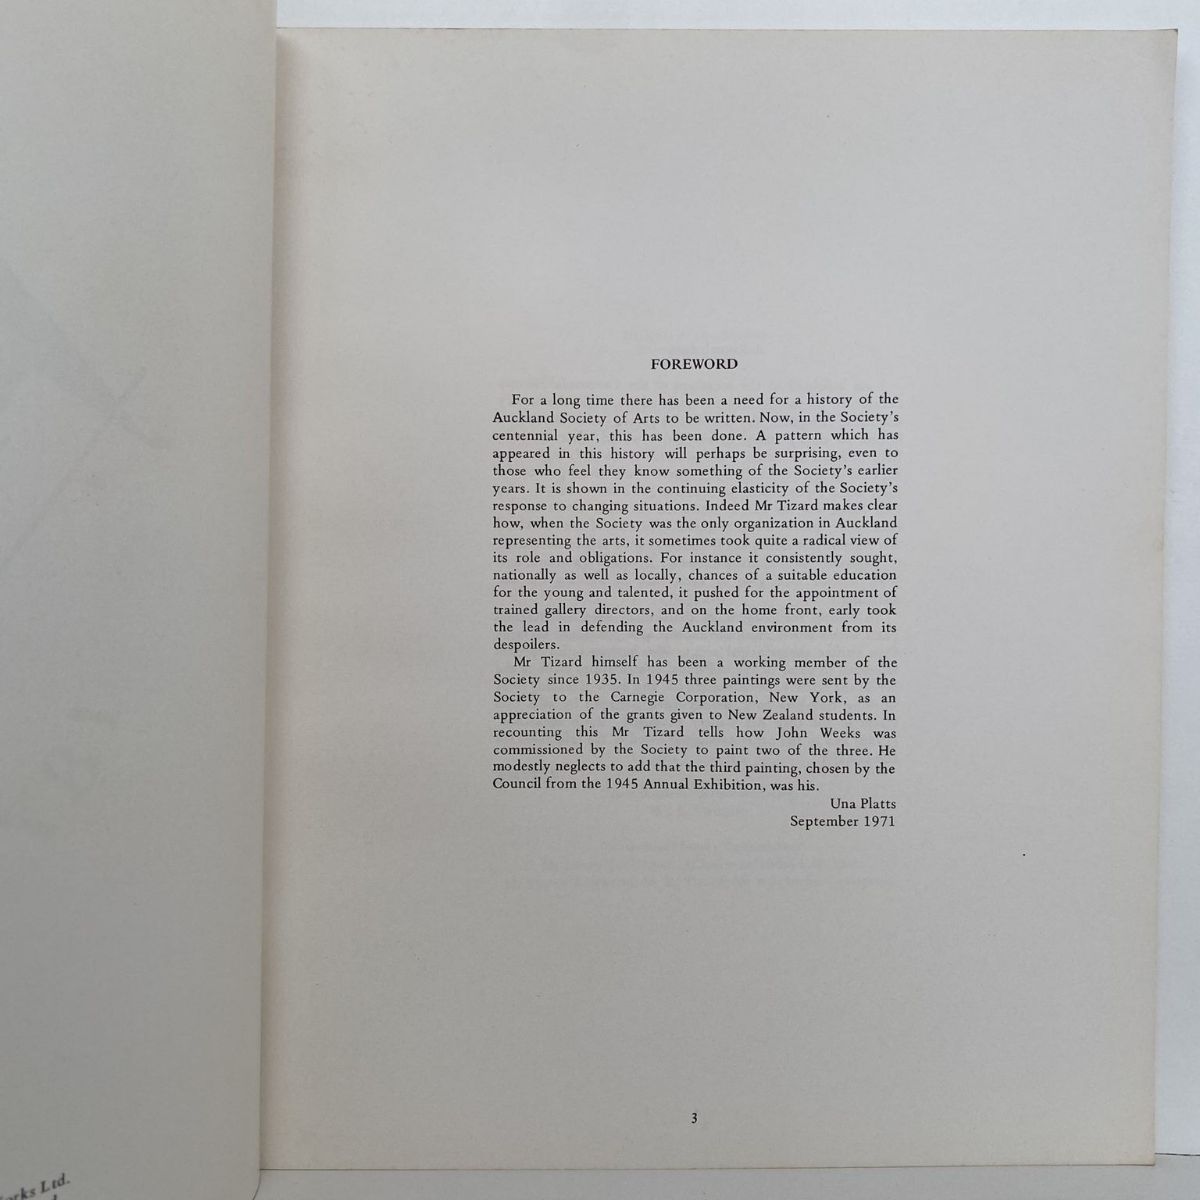 FOREWORD
For a long time there has been a need for a history of the
Auckland Society of Arts to be written. Now, in the Society's
centennial year, this has been done. A pattern which has
appeared in this history will perhaps be surprising, even to
those who feel they know something of the Society's earlier
years. It is shown in the continuing elasticity of the Society's
response to changing situations. Indeed Mr Tizard makes clear
how, when the Society was the only organization in Auckland
representing the arts, it sometimes took quite a radical view of
its role and obligations. For instance it consistently sought,
nationally as well as locally, chances of a suitable education
for the young and talented, it pushed for the appointment of
trained gallery directors, and on the home front, early took
the lead in defending the Auckland environment from its
despoilers.
Mr Tizard himself has been a working member of the
Society since 1935. In 1945 three paintings were sent by the
Society to the Carnegie Corporation, New York, as an
appreciation of the grants given to New Zealand students. In
recounting this Mr Tizard tells how John Weeks was
commissioned by the Society to paint two of the three. He
modestly neglects to add that the third painting, chosen by the
Council from the 1945 Annual Exhibition, was his.
Una Platts
September 1971
3
Ltd.